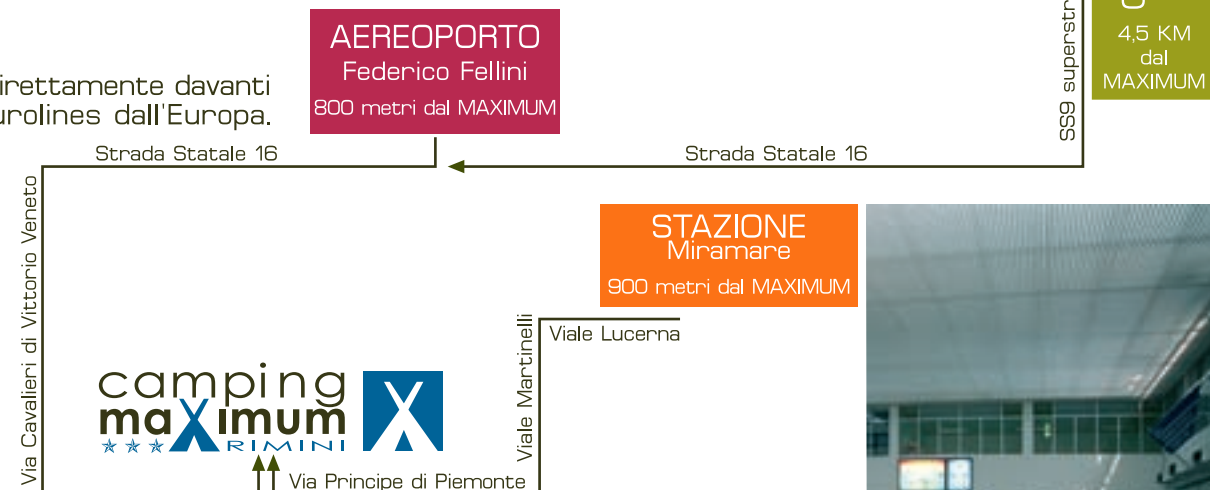 irettamente davanti
urolines dall'Europa.
AEREOPORTO
Federico Fellini
800 metri dal MAXIMUM
SS9 superstr
4,5 KM
dal
MAXIMUM
Strada Statale 16
Strada Statale 16
Via Cavalieri di Vittorio Veneto
STAZIONE
Miramare
900 metri dal MAXIMUM
Viale Lucerna
Viale Martinelli
camping
maXimum
RIMINI
X
Via Principe di Piemonte